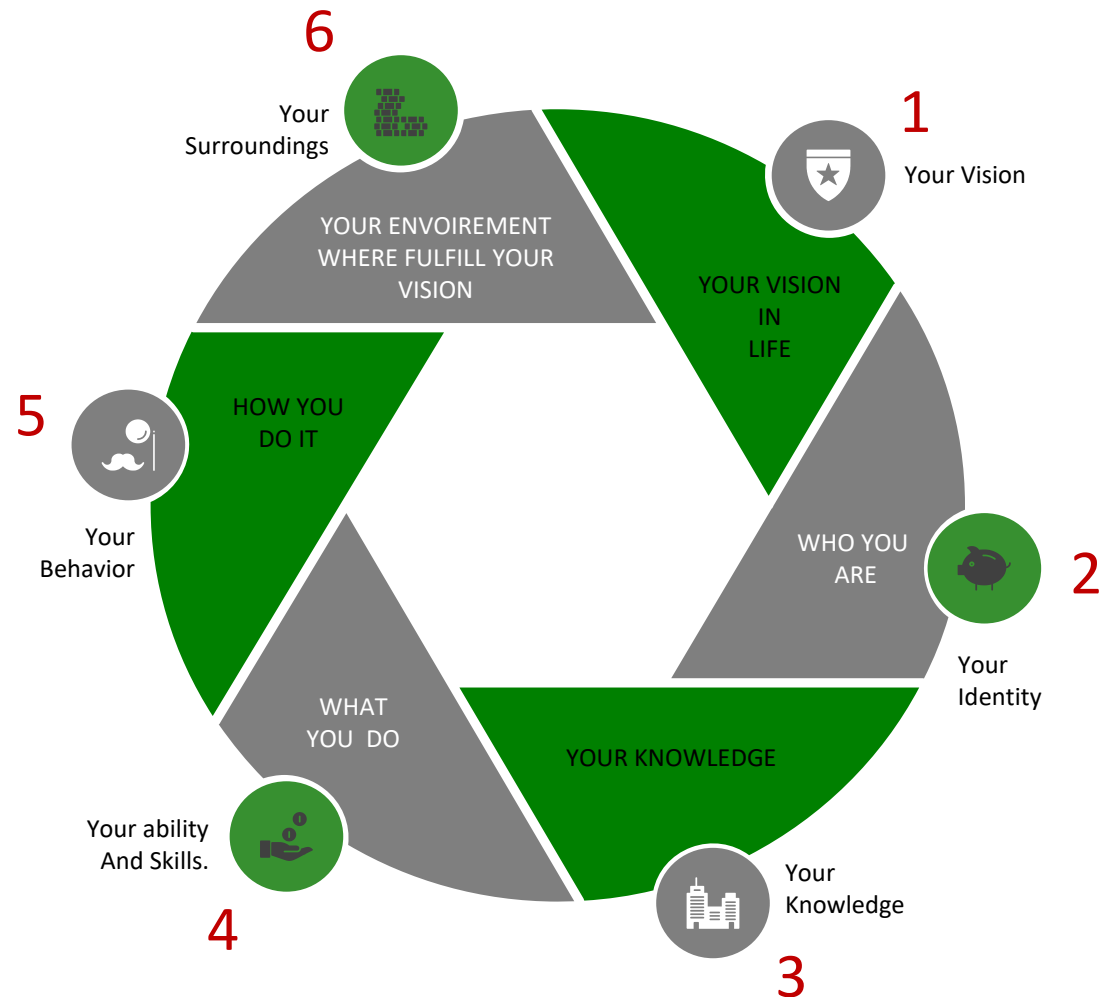 1
Your Vision
YOUR VISION
IN
LIFE
2
Your
Identity
WHO YOU
ARE
3
Your
Knowledge
YOUR KNOWLEDGE
4
Your ability
And Skills.
WHAT
YOU  DO
5
Your
Behavior
HOW YOU
DO IT
6
Your
Surroundings
YOUR ENVOIREMENT
WHERE FULFILL YOUR
VISION